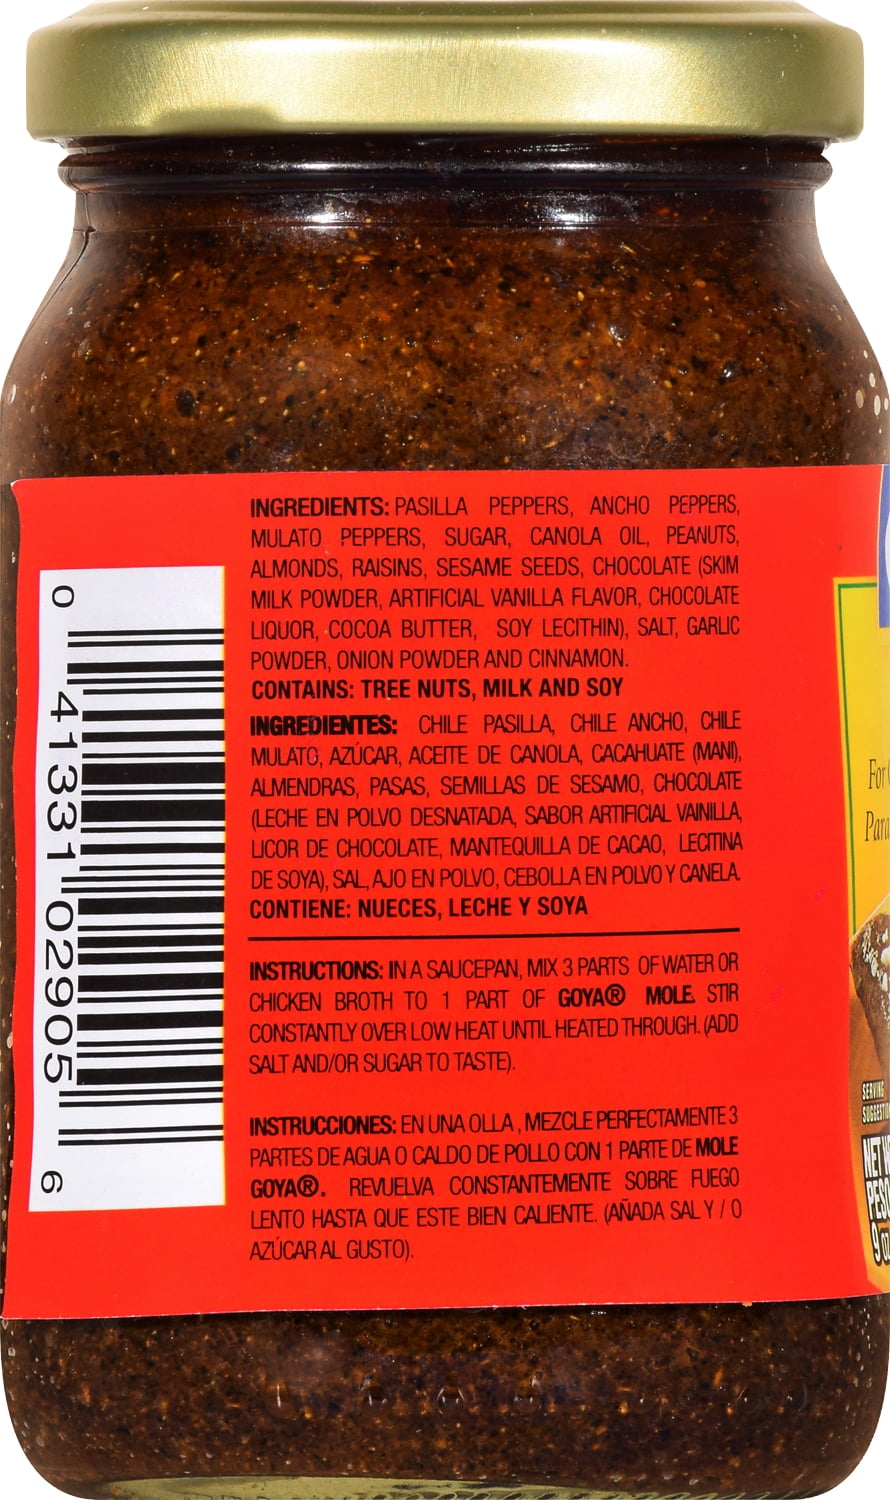 INGREDIENTS: PASILLA PEPPERS, ANCHO PEPPERS,
MULATO PEPPERS, SUGAR, CANOLA OIL, PEANUTS,
ALMONDS, RAISINS, SESAME SEEDS, CHOCOLATE (SKIM
MILK POWDER, ARTIFICIAL VANILLA FLAVOR, CHOCOLATE
LIQUOR, COCOA BUTTER, SOY LECITHIN), SALT, GARLIC
POWDER, ONION POWDER AND CINNAMON.
CONTAINS: TREE NUTS, MILK AND SOY
INGREDIENTES: CHILE PASILLA, CHILE ANCHO, CHILE
MULATO, AZÚCAR, ACEITE DE CANOLA, CACAHUATE (MANI),
ALMENDRAS, PASAS, SEMILLAS DE SESAMO, CHOCOLATE
(LECHE EN POLVO DESNATADA, SABOR ARTIFICIAL VAINILLA,
LICOR DE CHOCOLATE, MANTEQUILLA DE CACAO, LECITINA
DE SOYA), SAL, AJO EN POLVO, CEBOLLA EN POLVO Y CANELA.
CONTIENE: NUECES, LECHE Y SOYA
INSTRUCTIONS: IN A SAUCEPAN, MIX 3 PARTS OF WATER OR
CHICKEN BROTH TO 1 PART OF GOYA® MOLE. STIR
CONSTANTLY OVER LOW HEAT UNTIL HEATED THROUGH. (ADD
SALT AND/OR SUGAR TO TASTE).
INSTRUCCIONES: EN UNA OLLA , MEZCLE PERFECTAMENTE 3
PARTES DE AGUA O CALDO DE POLLO CON 1 PARTE DE MOLE
GOYA®. REVUELVA CONSTANTEMENTE SOBRE FUEGO
LENTO HASTA QUE ESTE BIEN CALIENTE. (AÑADA SAL Y / O
AZÚCAR AL GUSTO).
0 41331 02905 6
For
SERVING
NET
9 oz